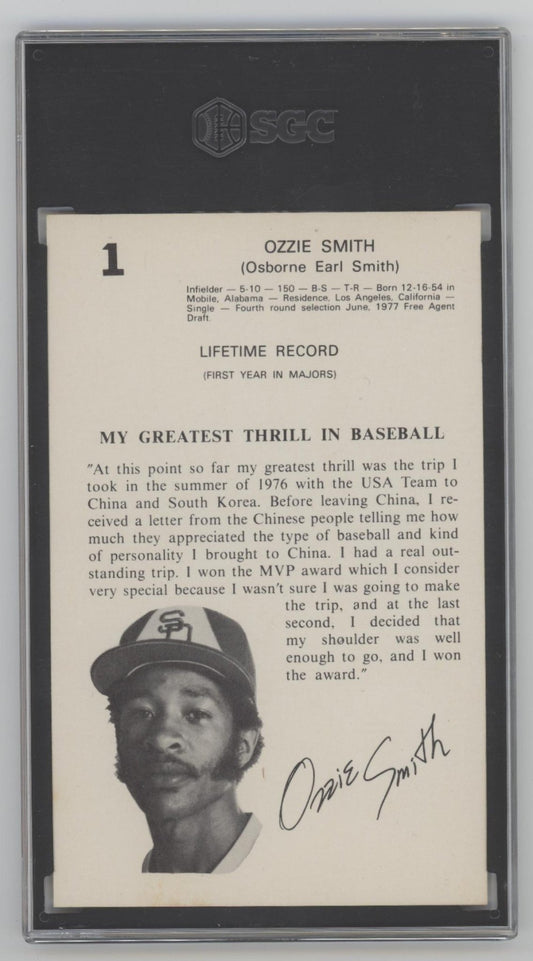 SGC
1
OZZIE SMITH
(Osborne Earl Smith)
Infielder — 5-10 — 150 — B-S — T-R — Born 12-16-54 in
Mobile, Alabama — Residence, Los Angeles, California —
Single — Fourth round selection June, 1977 Free Agent
Draft.
LIFETIME RECORD
(FIRST YEAR IN MAJORS)
MY GREATEST THRILL IN BASEBALL
"At this point so far my greatest thrill was the trip I
took in the summer of 1976 with the USA Team to
China and South Korea. Before leaving China, I re-
ceived a letter from the Chinese people telling me how
much they appreciated the type of baseball and kind
of personality I brought to China. I had a real out-
standing trip. I won the MVP award which I consider
very special because I wasn't sure I was going to make
the trip, and at the last
second, I decided that
my shoulder was well
enough to go, and I won
the award."
SD
Ozzie Smith